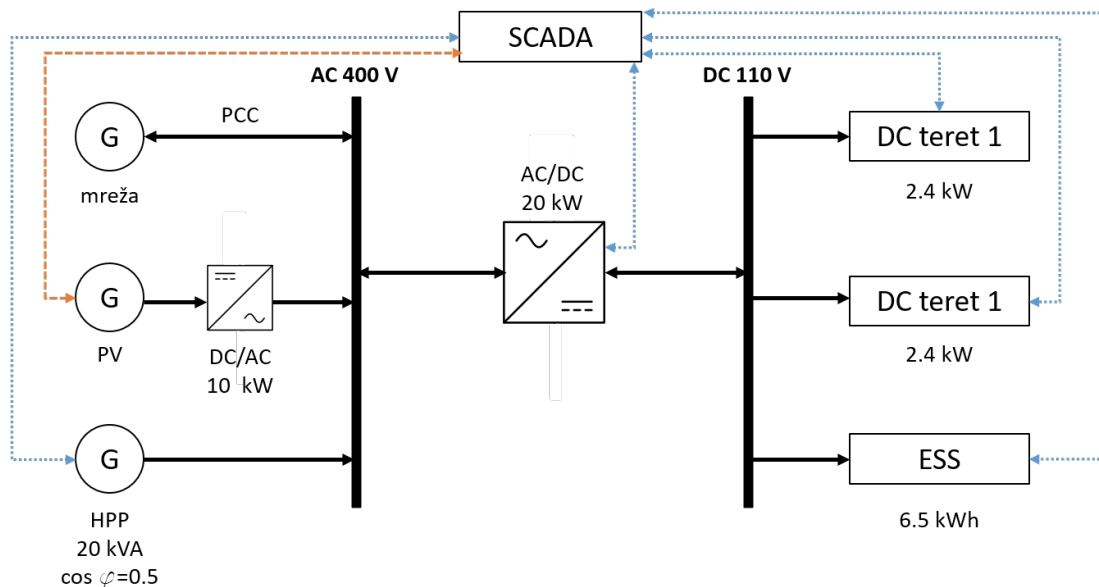 SCADA
AC 400 V
DC 110 V
G
PCC
mreža
AC/DC
20 kW
DC teret 1
2.4 kW
G
PV
DC/AC
10 kW
DC teret 1
2.4 kW
G
HPP
20 kVA
cos φ=0.5
ESS
6.5 kWh